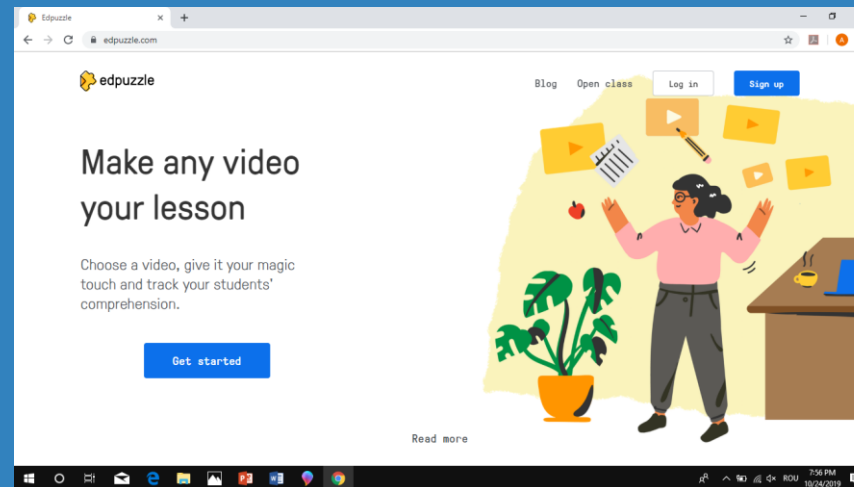 Edpuzzle
edpuzzle.com
edpuzzle
Blog Open class Log in Sign up
Make any video
your lesson
Choose a video, give it your magic
touch and track your students'
comprehension.
Get started
Read more
ROU 7:56 PM
10/24/2019